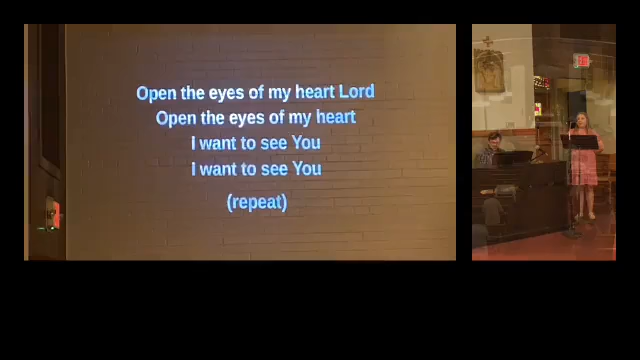 Open the eyes of my heart Lord
Open the eyes of my heart
I want to see You
I want to see You
(repeat)